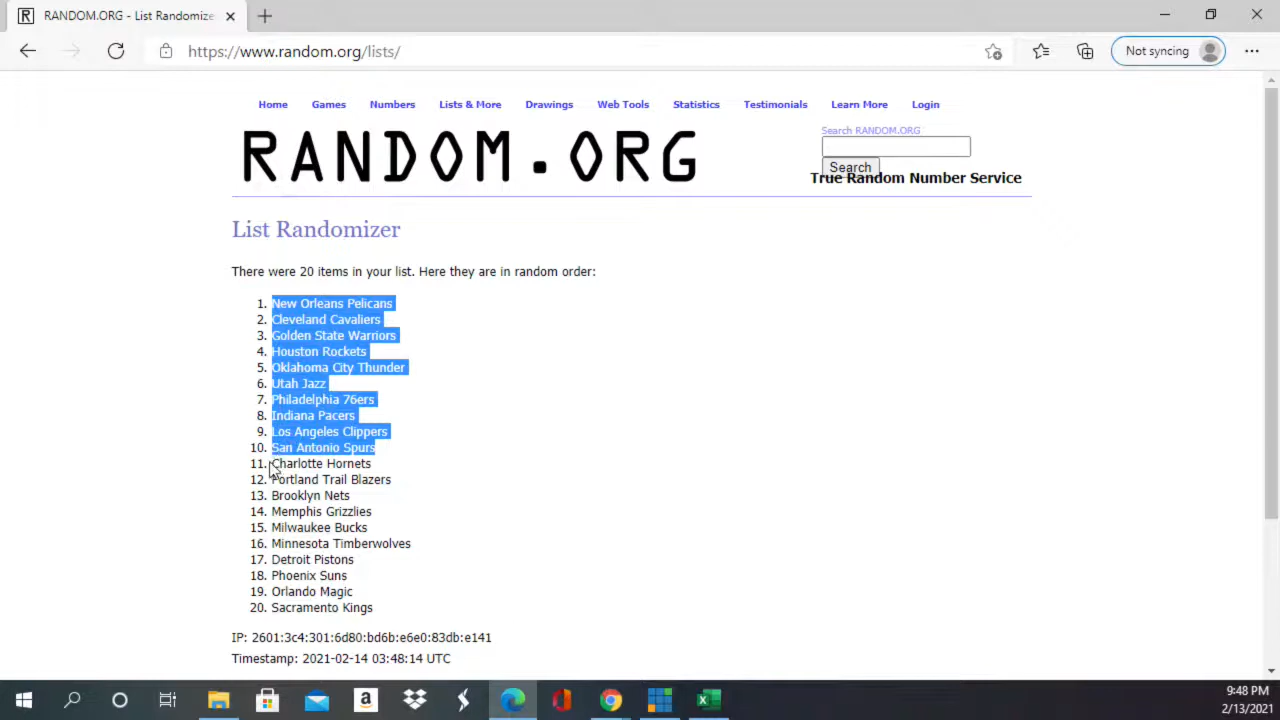 RANDOM.ORG - List Randomize
https://www.random.org/lists/
Not syncing
Home Games Numbers Lists & More Drawings Web Tools Statistics Testimonials Learn More Login
RANDOM.ORG
Search RANDOM.ORG
Search
True Random Number Service
List Randomizer
There were 20 items in your list. Here they are in random order:
1. New Orleans Pelicans
2. Cleveland Cavaliers
3. Golden State Warriors
4. Houston Rockets
5. Oklahoma City Thunder
6. Utah Jazz
7. Philadelphia 76ers
8. Indiana Pacers
9. Los Angeles Clippers
10. San Antonio Spurs
11. Charlotte Hornets
12. Portland Trail Blazers
13. Brooklyn Nets
14. Memphis Grizzlies
15. Milwaukee Bucks
16. Minnesota Timberwolves
17. Detroit Pistons
18. Phoenix Suns
19. Orlando Magic
20. Sacramento Kings
IP: 2601:3c4:301:6d80:bd6b:e6e0:83db:e141
Timestamp: 2021-02-14 03:48:14 UTC
9:48 PM
2/13/2021